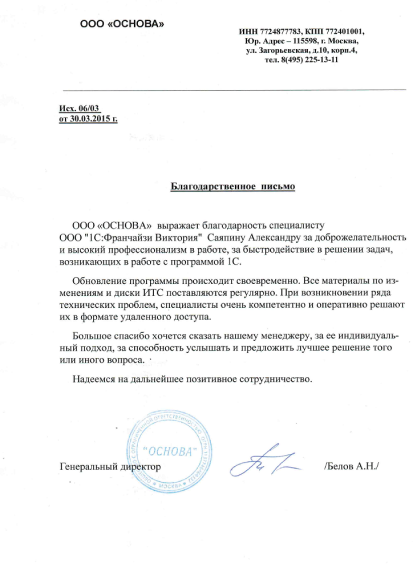 ООО «ОСНОВА»
ИНН 7724877783, КПП 772401001,
Юр. Адрес – 115598, г. Москва,
ул. Загорьевская, д.10, корп.4,
тел. 8(495) 225-13-11
Исх. 06/03
от 30.03.2015 г.
Благодарственное письмо
ООО «ОСНОВА» выражает благодарность специалисту
ООО "1С:Франчайзи Виктория" Саяпину Александру за доброжелательность
и высокий профессионализм в работе, за быстродействие в решении задач,
возникающих в работе с программой 1С.
Обновление программы происходит своевременно. Все материалы по из-
менениям и диски ИТС поставляются регулярно. При возникновении ряда
технических проблем, специалисты очень компетентно и оперативно решают
их в формате удаленного доступа.
Большое спасибо хочется сказать нашему менеджеру, за ее индивидуаль-
ный подход, за способность услышать и предложить лучшее решение того
или иного вопроса.
Надеемся на дальнейшее позитивное сотрудничество.
"ОСНОВА"
МОСКВА
Генеральный директор /Белов А.Н./